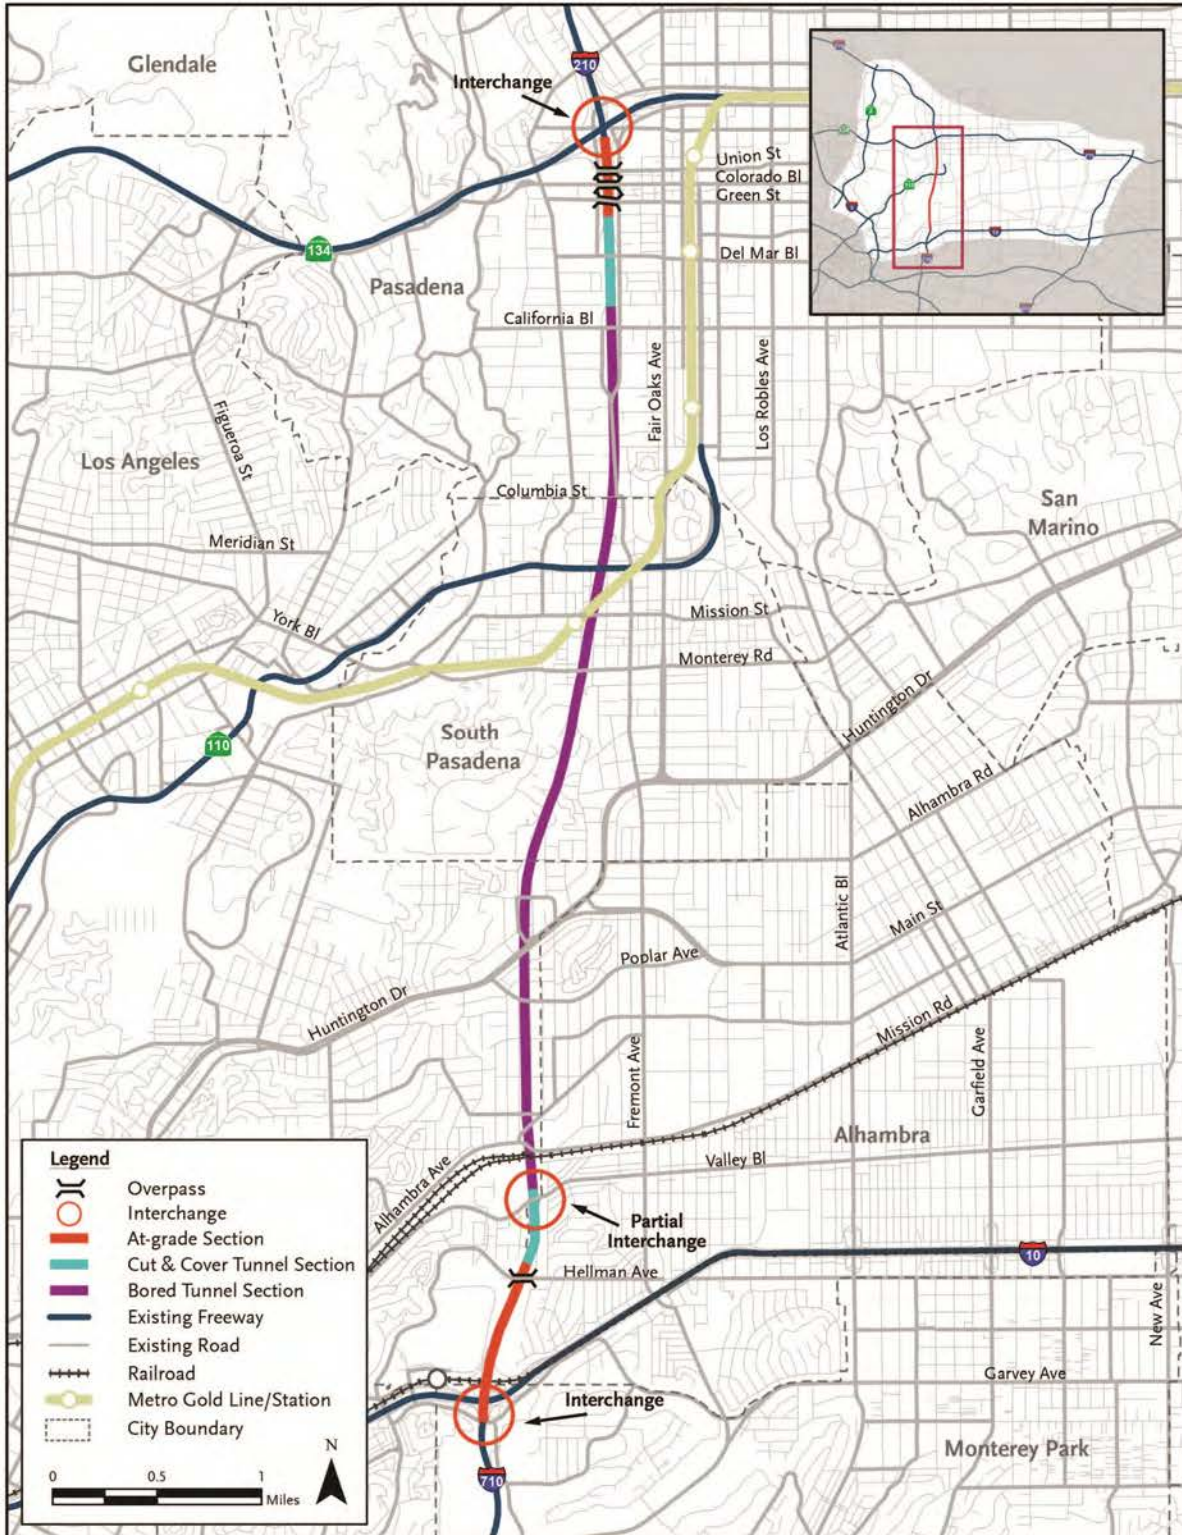 Glendale
210
Interchange
Union St
Colorado Bl
Green St
134
Pasadena
Del Mar Bl
California Bl
Fair Oaks Ave
Los Robles Ave
Figueroa St
Los Angeles
Columbia St
San
Marino
Meridian St
York Bl
Mission St
Monterey Rd
Huntington Dr
110
South
Pasadena
Alhambra Rd
Atlantic Bl
Main St
Poplar Ave
Huntington Dr
Mission Rd
Fremont Ave
Garfield Ave
Alhambra
Valley Bl
Alhambra Ave
Partial
Interchange
10
Hellman Ave
New Ave
Garvey Ave
Interchange
Monterey Park
710
Legend
Overpass
Interchange
At-grade Section
Cut & Cover Tunnel Section
Bored Tunnel Section
Existing Freeway
Existing Road
Railroad
Metro Gold Line/Station
City Boundary
N
0 0.5 1
Miles